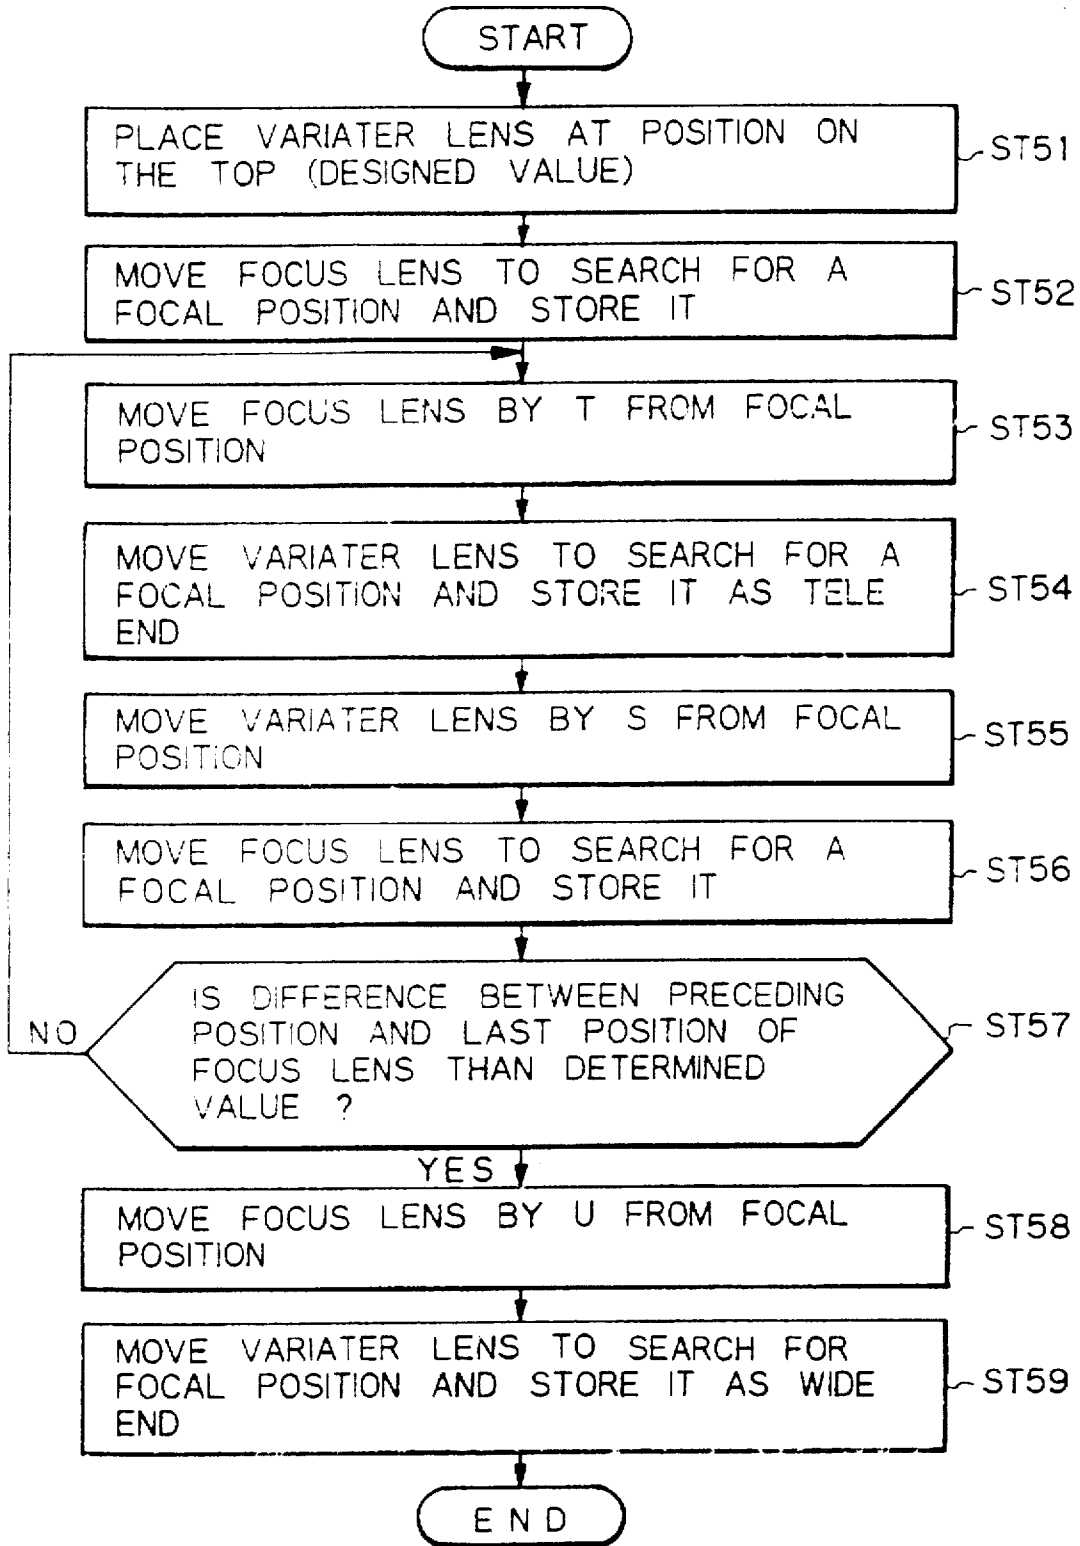 START
PLACE VARIATER LENS AT POSITION ON
THE TOP (DESIGNED VALUE)
ST51
MOVE FOCUS LENS TO SEARCH FOR A
FOCAL POSITION AND STORE IT
ST52
MOVE FOCUS LENS BY T FROM FOCAL
POSITION
ST53
MOVE VARIATER LENS TO SEARCH FOR A
FOCAL POSITION AND STORE IT AS TELE
END
ST54
MOVE VARIATER LENS BY S FROM FOCAL
POSITION
ST55
MOVE FOCUS LENS TO SEARCH FOR A
FOCAL POSITION AND STORE IT
ST56
IS DIFFERENCE BETWEEN PRECEDING
POSITION AND LAST POSITION OF
FOCUS LENS THAN DETERMINED
VALUE ?
ST57
NO
YES
MOVE FOCUS LENS BY U FROM FOCAL
POSITION
ST58
MOVE VARIATER LENS TO SEARCH FOR
FOCAL POSITION AND STORE IT AS WIDE
END
ST59
END